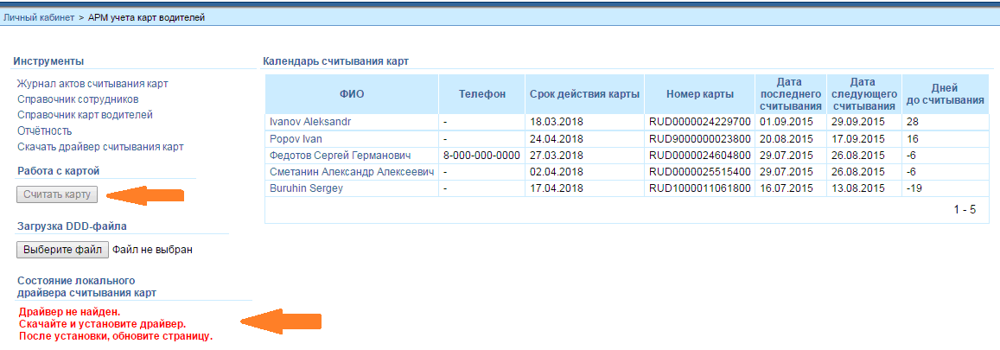 Личный кабинет > АРМ учета карт водителей
Инструменты
Журнал актов считывания карт
Справочник сотрудников
Справочник карт водителей
Отчётность
Скачать драйвер считывания карт
Работа с картой
Считать карту
Загрузка DDD-файла
Выберите файл Файл не выбран
Состояние локального
драйвера считывания карт
Драйвер не найден.
Скачайте и установите драйвер.
После установки, обновите страницу.
Календарь считывания карт
ФИО Телефон Срок действия карты Номер карты Дата последнего считывания Дата следующего считывания Дней до считывания
Ivanov Aleksandr - 18.03.2018 RUD0000024229700 01.09.2015 29.09.2015 28
Popov Ivan - 24.04.2018 RUD9000000023800 20.08.2015 17.09.2015 16
Федотов Сергей Германович 8-000-000-0000 27.03.2018 RUD0000024604800 29.07.2015 26.08.2015 -6
Сметанин Александр Алексеевич - 02.04.2018 RUD0000025515400 29.07.2015 26.08.2015 -6
Buruhin Sergey - 17.04.2018 RUD1000011061800 16.07.2015 13.08.2015 -19
1 - 5